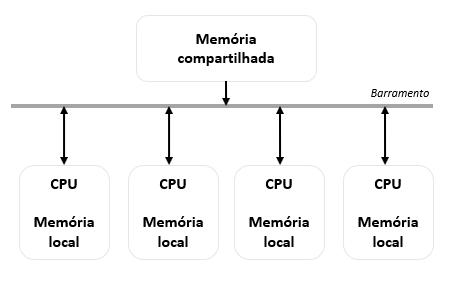 Memória
compartilhada
Barramento
CPU
Memória
local
CPU
Memória
local
CPU
Memória
local
CPU
Memória
local